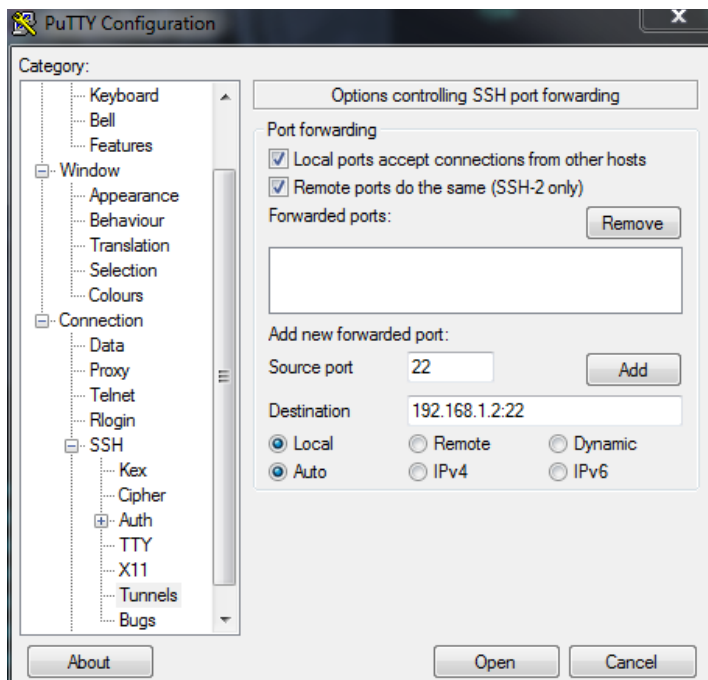 PuTTY Configuration
x
Category:
Keyboard
Bell
Features
Window
Appearance
Behaviour
Translation
Selection
Colours
Connection
Data
Proxy
Telnet
Rlogin
SSH
Kex
Cipher
Auth
TTY
X11
Tunnels
Bugs
Options controlling SSH port forwarding
Port forwarding
Local ports accept connections from other hosts
Remote ports do the same (SSH-2 only)
Forwarded ports:
Remove
Add new forwarded port:
Source port 22 Add
Destination 192.168.1.2:22
Local Remote Dynamic
Auto IPv4 IPv6
About Open Cancel